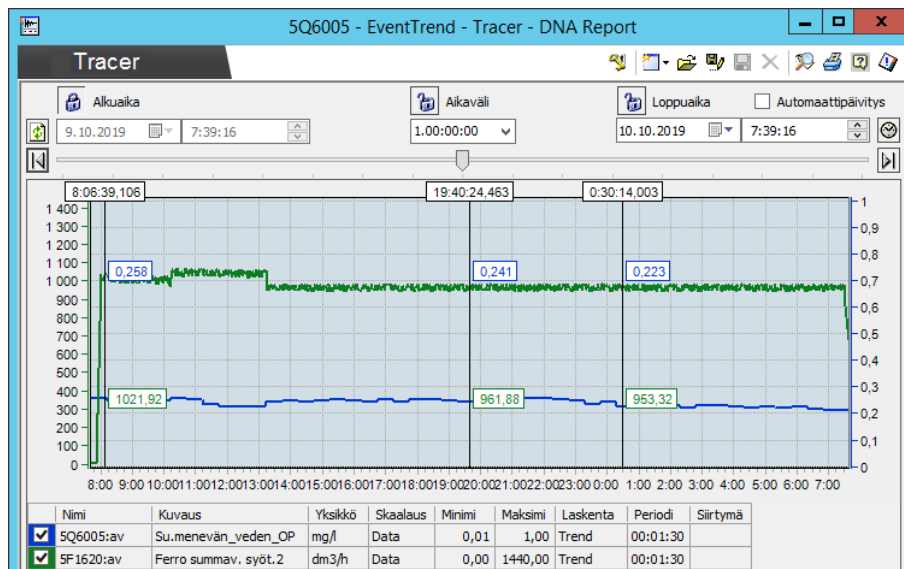 5Q6005 - EventTrend - Tracer - DNA Report
Tracer
Alkuaika
Aikaväli
Loppuaika
Automaattipäivitys
9.10.2019 7:39:16 1.00:00:00 10.10.2019 7:39:16
8:06:39,106 19:40:24,463 0:30:14,003
1 400
1 300
1 200
1 100
1 000
900
800
700
600
500
400
300
200
100
0
1
0,9
0,8
0,7
0,6
0,5
0,4
0,3
0,2
0,1
0
0,258 0,241 0,223
1021,92 961,88 953,32
8:00 9:00 10:00 11:00 12:00 13:00 14:00 15:00 16:00 17:00 18:00 19:00 20:00 21:00 22:00 23:00 0:00 1:00 2:00 3:00 4:00 5:00 6:00 7:00
Nimi Kuvaus Yksikkö Skaalaus Minimi Maksimi Laskenta Periodi Siirtymä
5Q6005:av Su.menevän_veden_OP mg/l Data 0,01 1,00 Trend 00:01:30
5F1620:av Ferro summav. syöt.2 dm3/h Data 0,00 1440,00 Trend 00:01:30